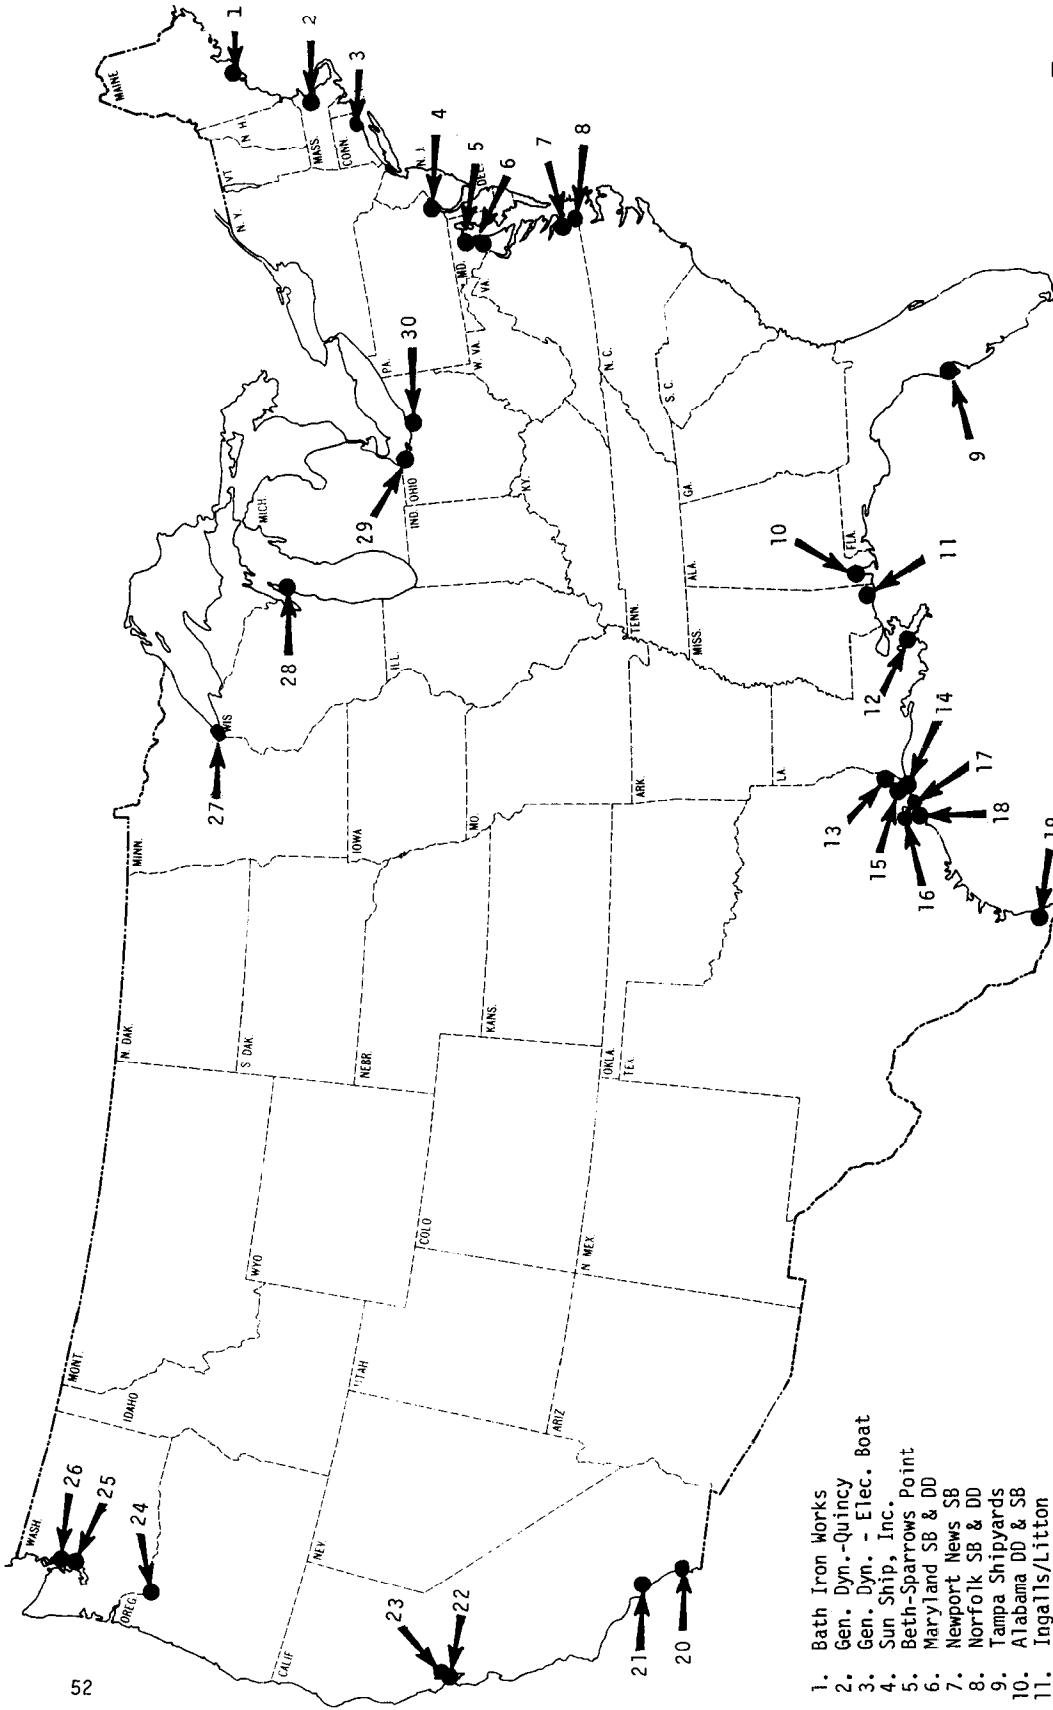 52
MAINE
N.H.
VT.
N.Y.
MASS.
CONN.
N.J.
PA.
DEL.
MD.
VA.
W.VA.
N.C.
S.C.
GA.
FLA.
ALA.
MISS.
TENN.
KY.
OHIO
IND.
MICH.
ILL.
WIS
MINN.
IOWA
MO.
ARK.
LA.
N. DAK.
S DAK.
NEBR.
KANS.
OKLA.
MONT.
IDAHO
WYO
COLO
N MEX.
UTAH
ARIZ
NEV.
CALIF
OREG.
WASH.
1
2
3
4
5
6
7
8
9
10
11
12
13
14
15
16
17
18
19
20
21
22
23
24
25
26
27
28
29
30
1. Bath Iron Works
2. Gen. Dyn.-Quincy
3. Gen. Dyn. - Elec. Boat
4. Sun Ship, Inc.
5. Beth-Sparrows Point
6. Maryland SB & DD
7. Newport News SB
8. Norfolk SB & DD
9. Tampa Shipyards
10. Alabama DD & SB
11. Ingalls/Litton